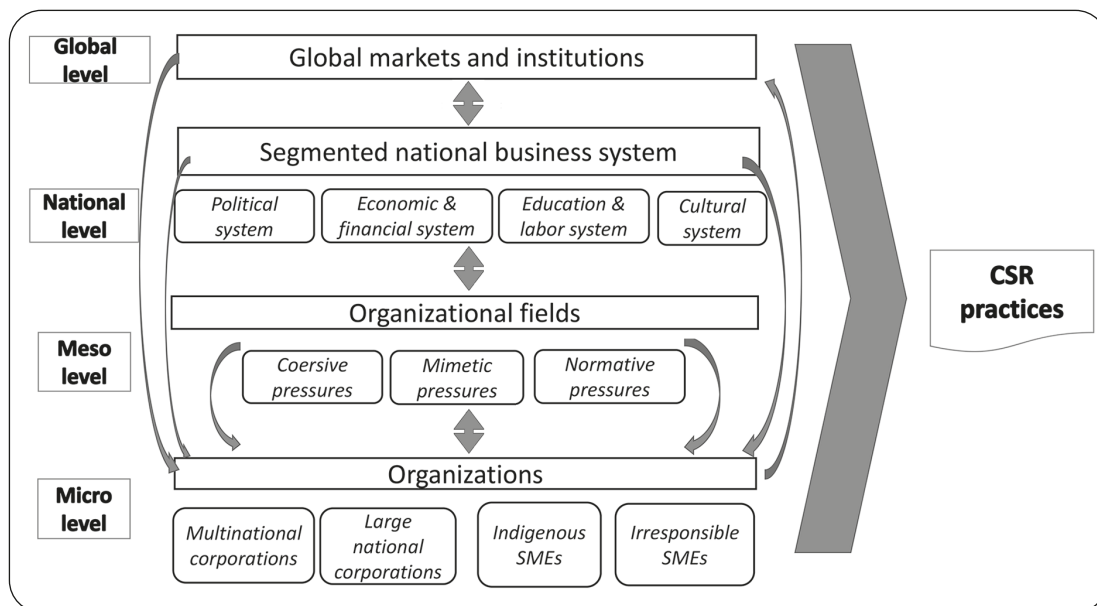 Global
level
Global markets and institutions
Segmented national business system
National
level
Political
system
Economic &
financial system
Education &
labor system
Cultural
system
CSR
practices
Organizational fields
Meso
level
Coersive
pressures
Mimetic
pressures
Normative
pressures
Organizations
Micro
level
Multinational
corporations
Large
national
corporations
Indigenous
SMEs
Irresponsible
SMEs